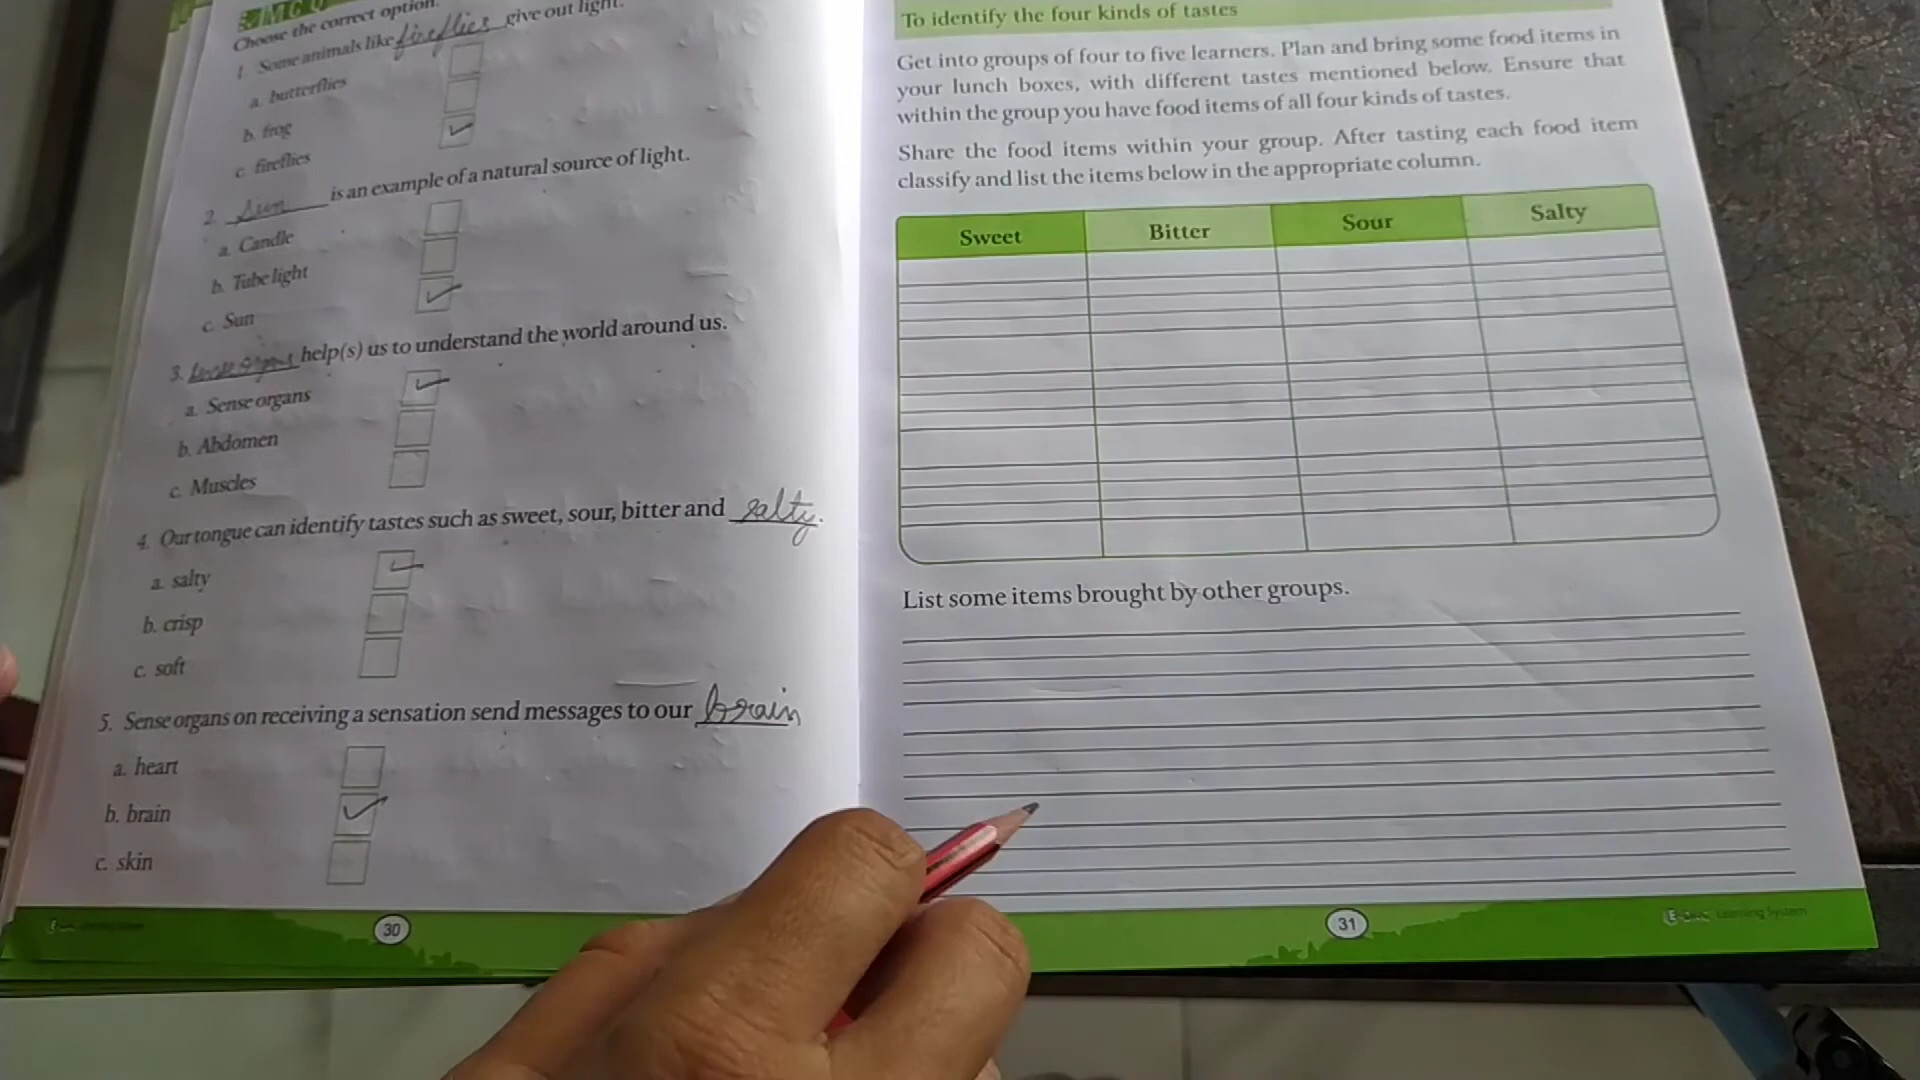 MCQ
Choose the correct option.
1 Some animals like fireflies give out light.
a. butterflies
b. frog
c. fireflies
2. Sun is an example of a natural source of light.
a. Candle
b. Tube light
c. Sun
3. Sense organs help(s) us to understand the world around us.
a. Sense organs
b. Abdomen
c. Muscles
4. Our tongue can identify tastes such as sweet, sour, bitter and salty.
a. salty
b. crisp
c. soft
5. Sense organs on receiving a sensation send messages to our brain
a. heart
b. brain
c. skin
30
To identify the four kinds of tastes
Get into groups of four to five learners. Plan and bring some food items in
your lunch boxes, with different tastes mentioned below. Ensure that
within the group you have food items of all four kinds of tastes.
Share the food items within your group. After tasting each food item
classify and list the items below in the appropriate column.
Sweet Bitter Sour Salty
List some items brought by other groups.
31
Learning System